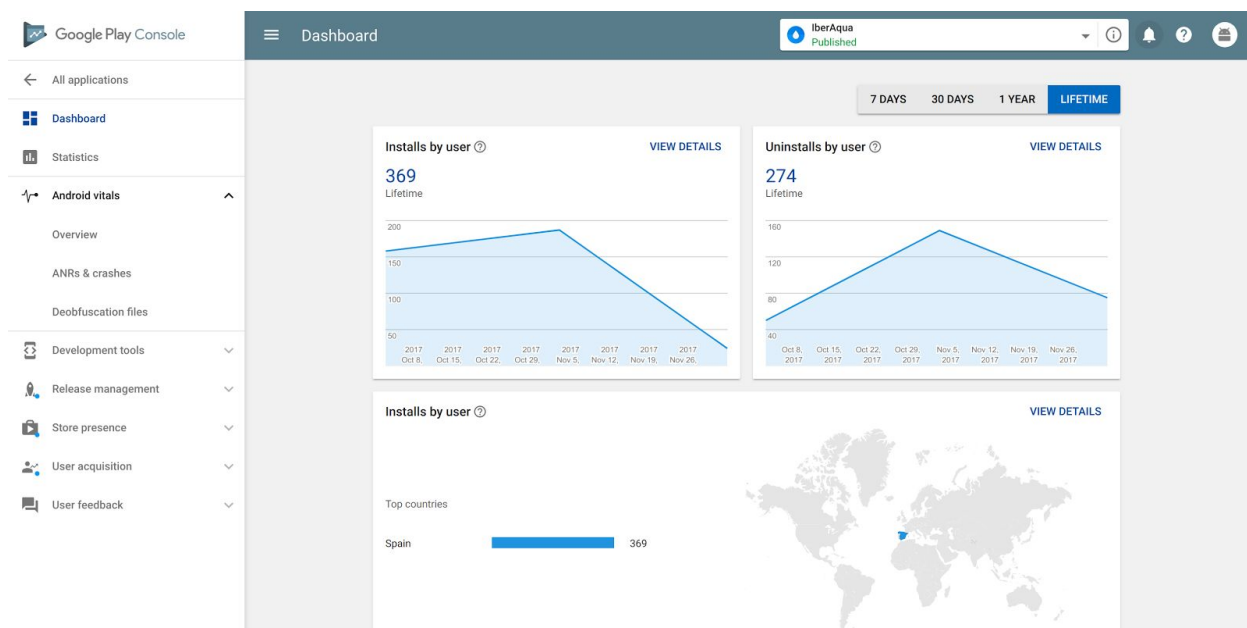 Google Play Console
Dashboard
IberAqua
Published
All applications
Dashboard
Statistics
Android vitals
Overview
ANRs & crashes
Deobfuscation files
Development tools
Release management
Store presence
User acquisition
User feedback
7 DAYS 30 DAYS 1 YEAR LIFETIME
Installs by user VIEW DETAILS
369
Lifetime
200
150
100
50
2017 2017 2017 2017 2017 2017 2017 2017
Oct 8, Oct 15, Oct 22, Oct 29, Nov 5, Nov 12, Nov 19, Nov 26,
Uninstalls by user VIEW DETAILS
274
Lifetime
160
120
80
40
Oct 8, Oct 15, Oct 22, Oct 29, Nov 5, Nov 12, Nov 19, Nov 26,
2017 2017 2017 2017 2017 2017 2017 2017
Installs by user VIEW DETAILS
Top countries
Spain 369